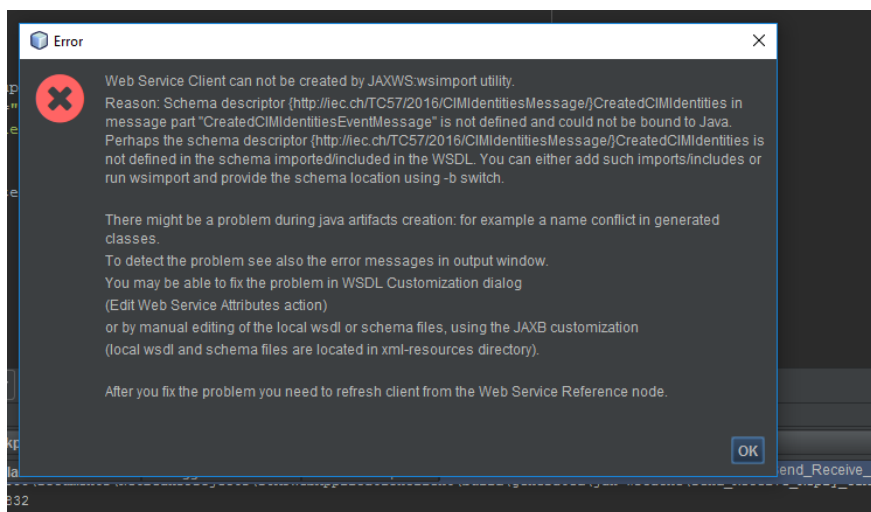 Error
Web Service Client can not be created by JAXWS:wsimport utility.
Reason: Schema descriptor {http://iec.ch/TC57/2016/CIMIdentitiesMessage/}CreatedCIMIdentities in
message part "CreatedCIMIdentitiesEventMessage" is not defined and could not be bound to Java.
Perhaps the schema descriptor {http://iec.ch/TC57/2016/CIMIdentitiesMessage/}CreatedCIMIdentities is
not defined in the schema imported/included in the WSDL. You can either add such imports/includes or
run wsimport and provide the schema location using -b switch.
There might be a problem during java artifacts creation: for example a name conflict in generated
classes.
To detect the problem see also the error messages in output window.
You may be able to fix the problem in WSDL Customization dialog
(Edit Web Service Attributes action)
or by manual editing of the local wsdl or schema files, using the JAXB customization
(local wsdl and schema files are located in xml-resources directory).
After you fix the problem you need to refresh client from the Web Service Reference node.
OK
end_Receive_
832